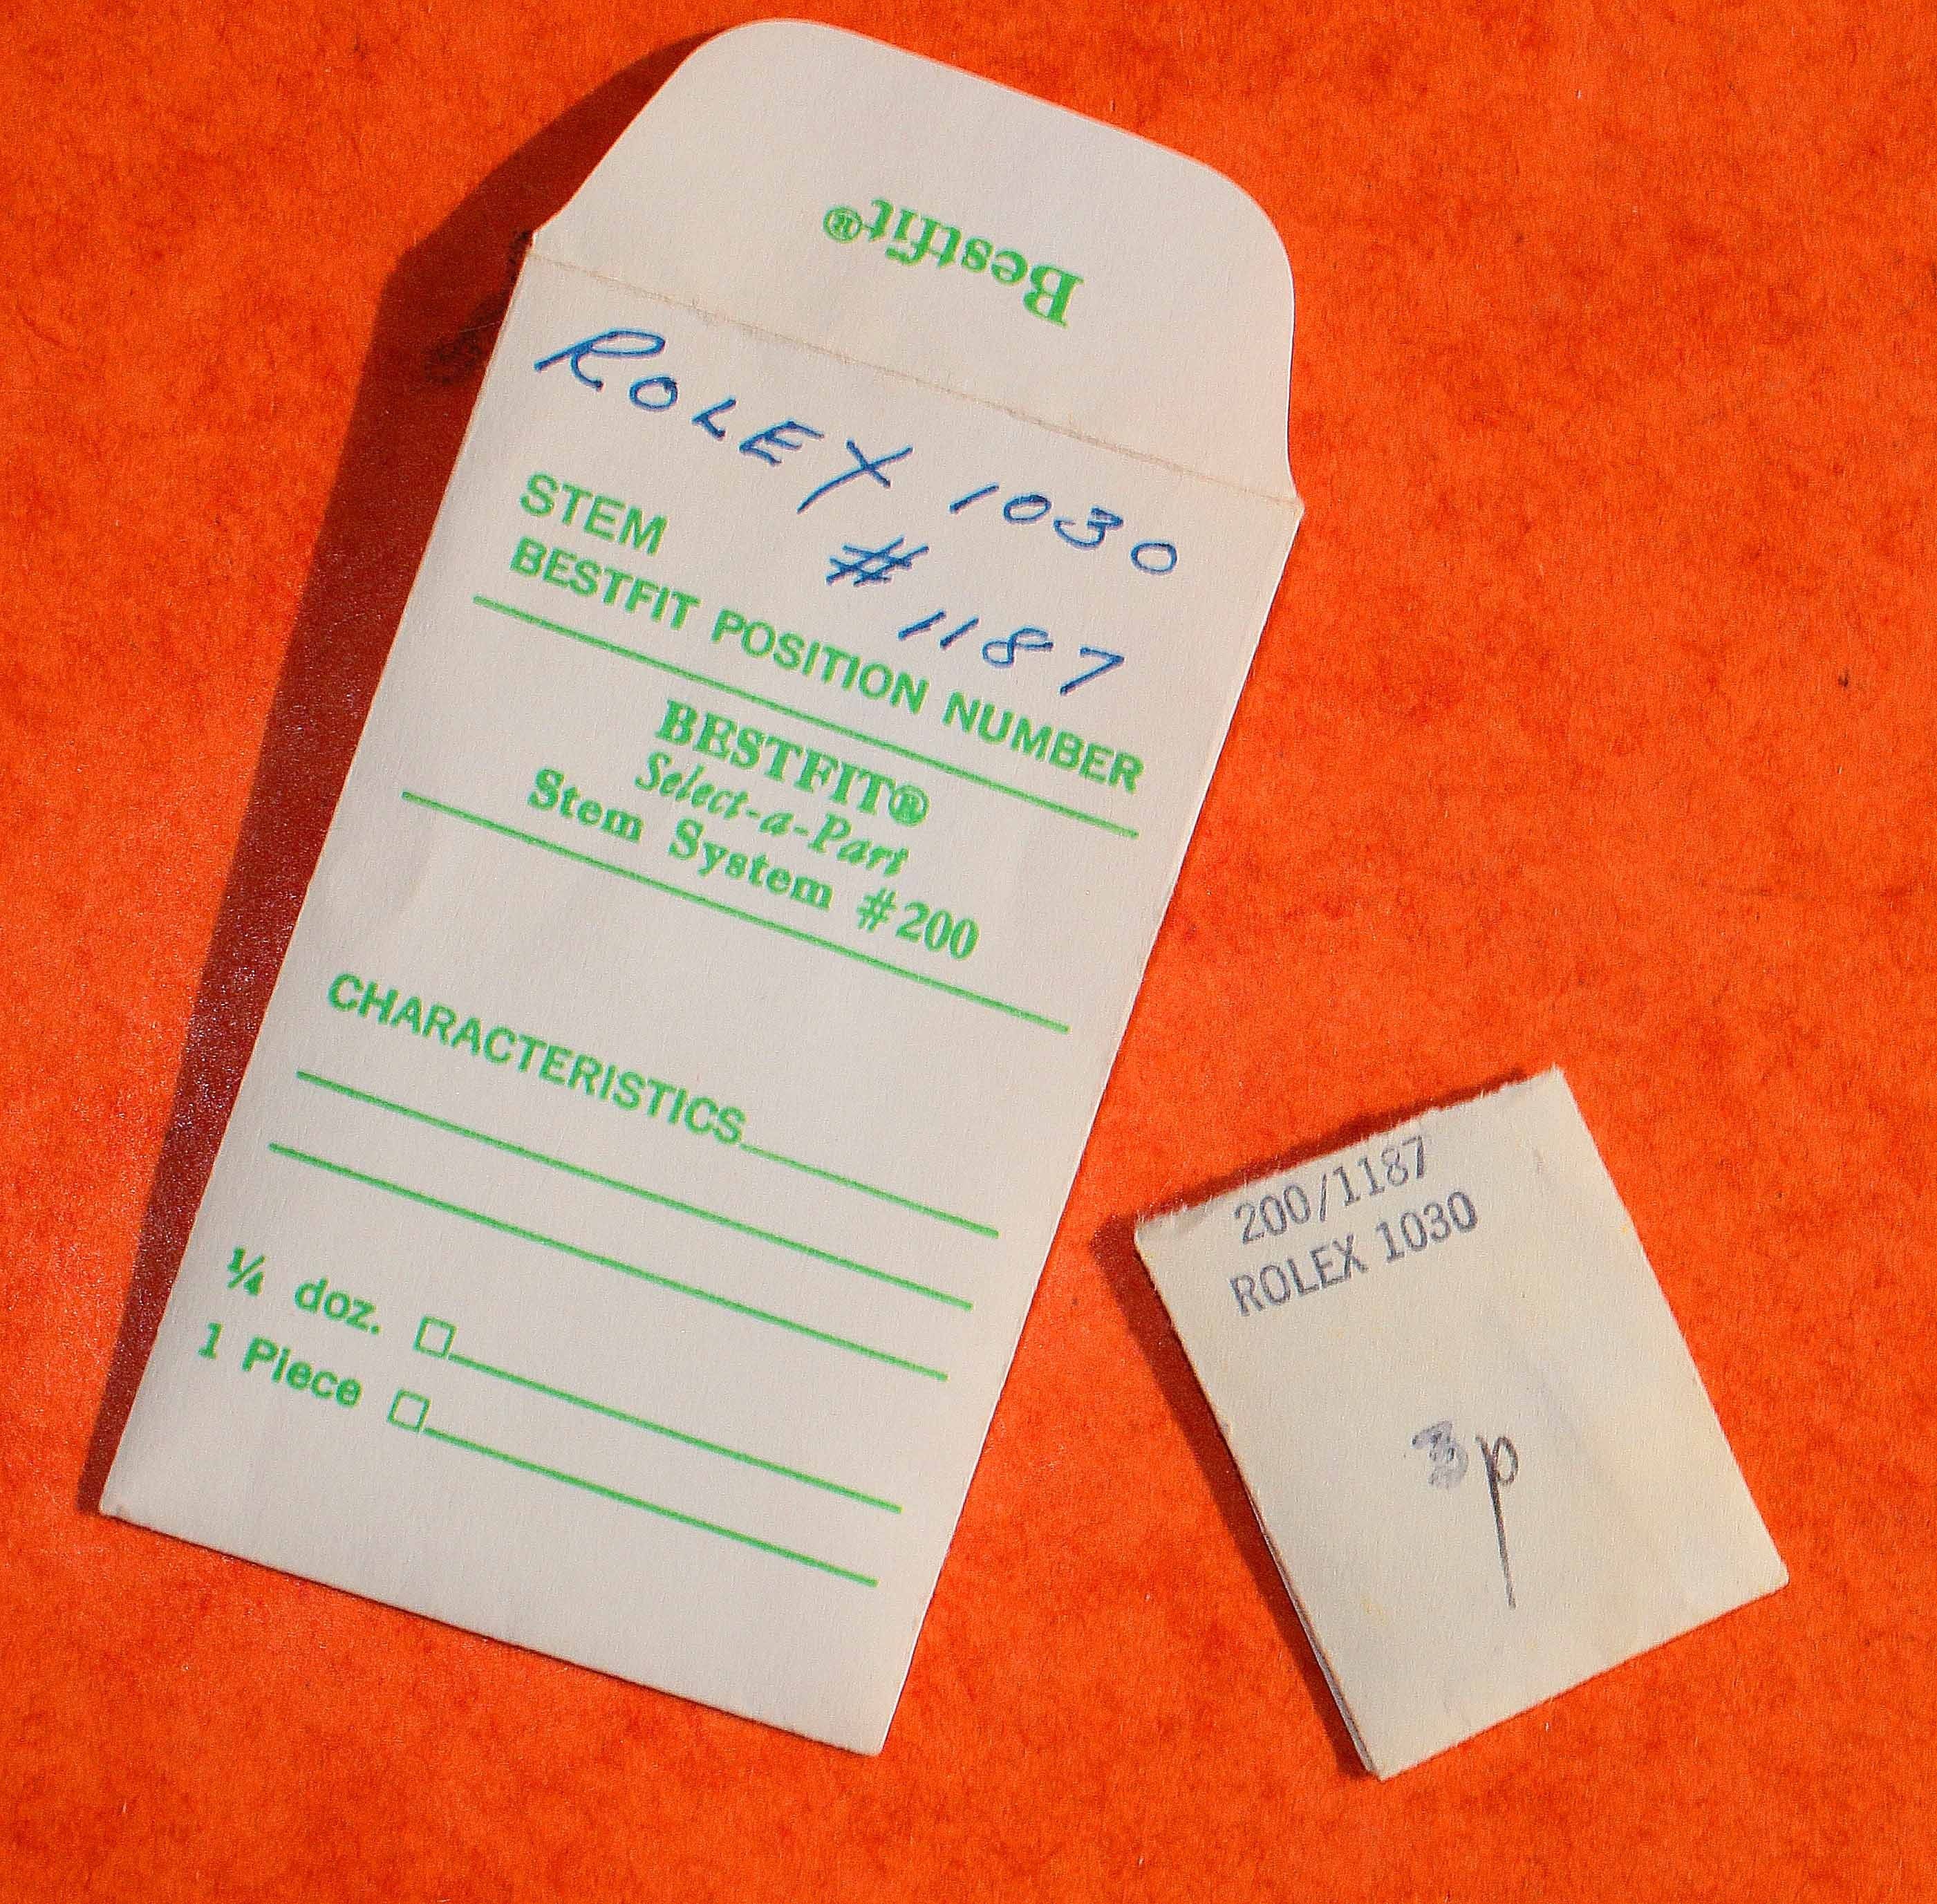 Bestfit®
ROLEX 1030
STEM
# 1187
BESTFIT POSITION NUMBER
BESTFIT®
Select-a-Part
Stem System #200
CHARACTERISTICS
1/4 doz.
1 Piece
200/1187
ROLEX 1030
3p